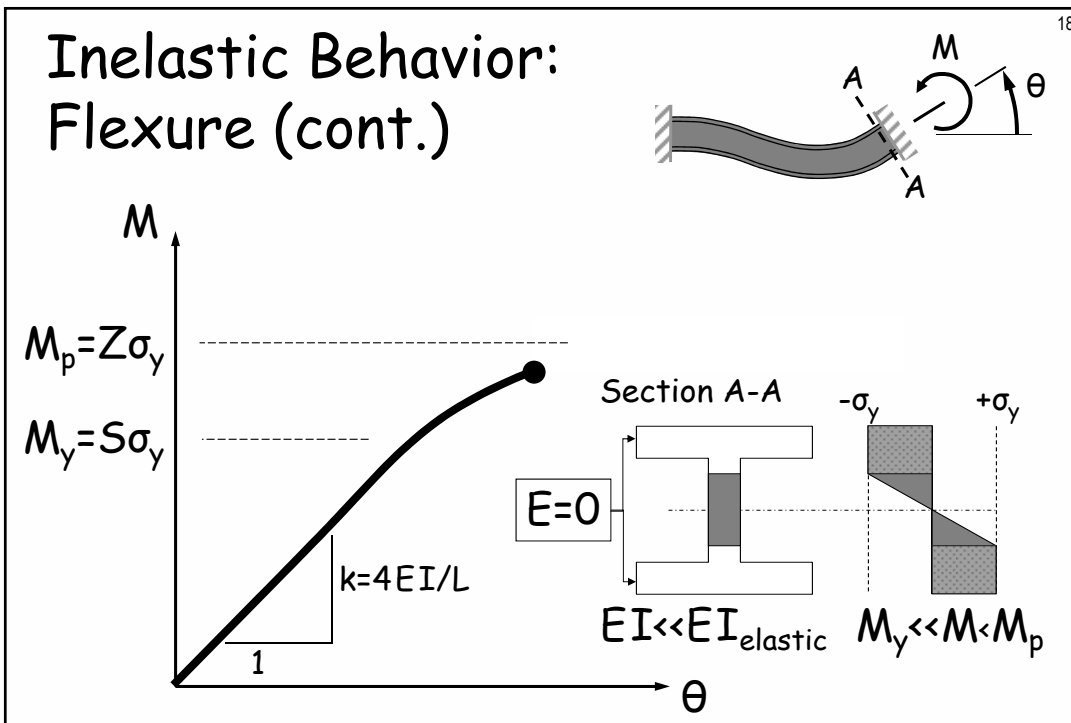 18
Inelastic Behavior:
Flexure (cont.)
M
θ
A
A
M
Mp=Zσy
My=Sσy
k=4EI/L
1
θ
Section A-A
-σy
+σy
E=0
EI<<EIelastic
My<<M<Mp